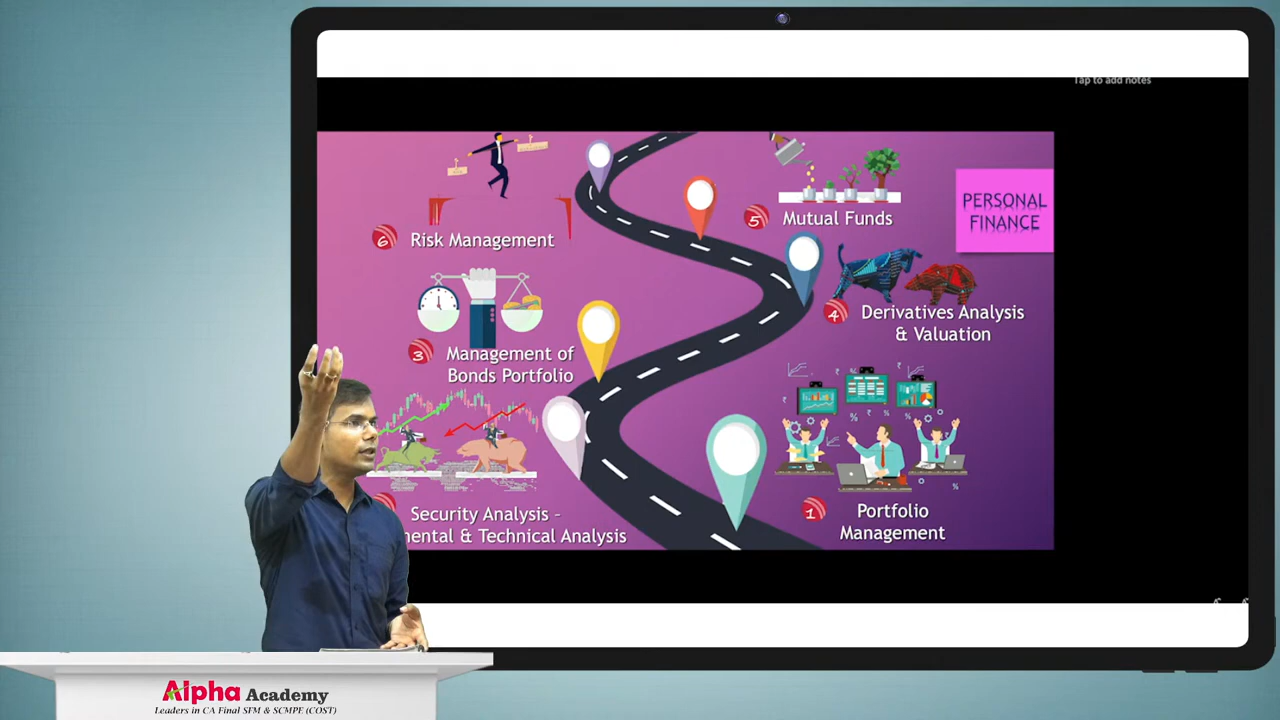 Tap to add notes
PERSONAL
FINANCE
6
Risk Management
5
Mutual Funds
4
Derivatives Analysis
& Valuation
3
Management of
Bonds Portfolio
Security Analysis –
& Technical Analysis
1
Portfolio
Management
Alpha Academy
Leaders in CA Final SFM & SCMPE (COST)